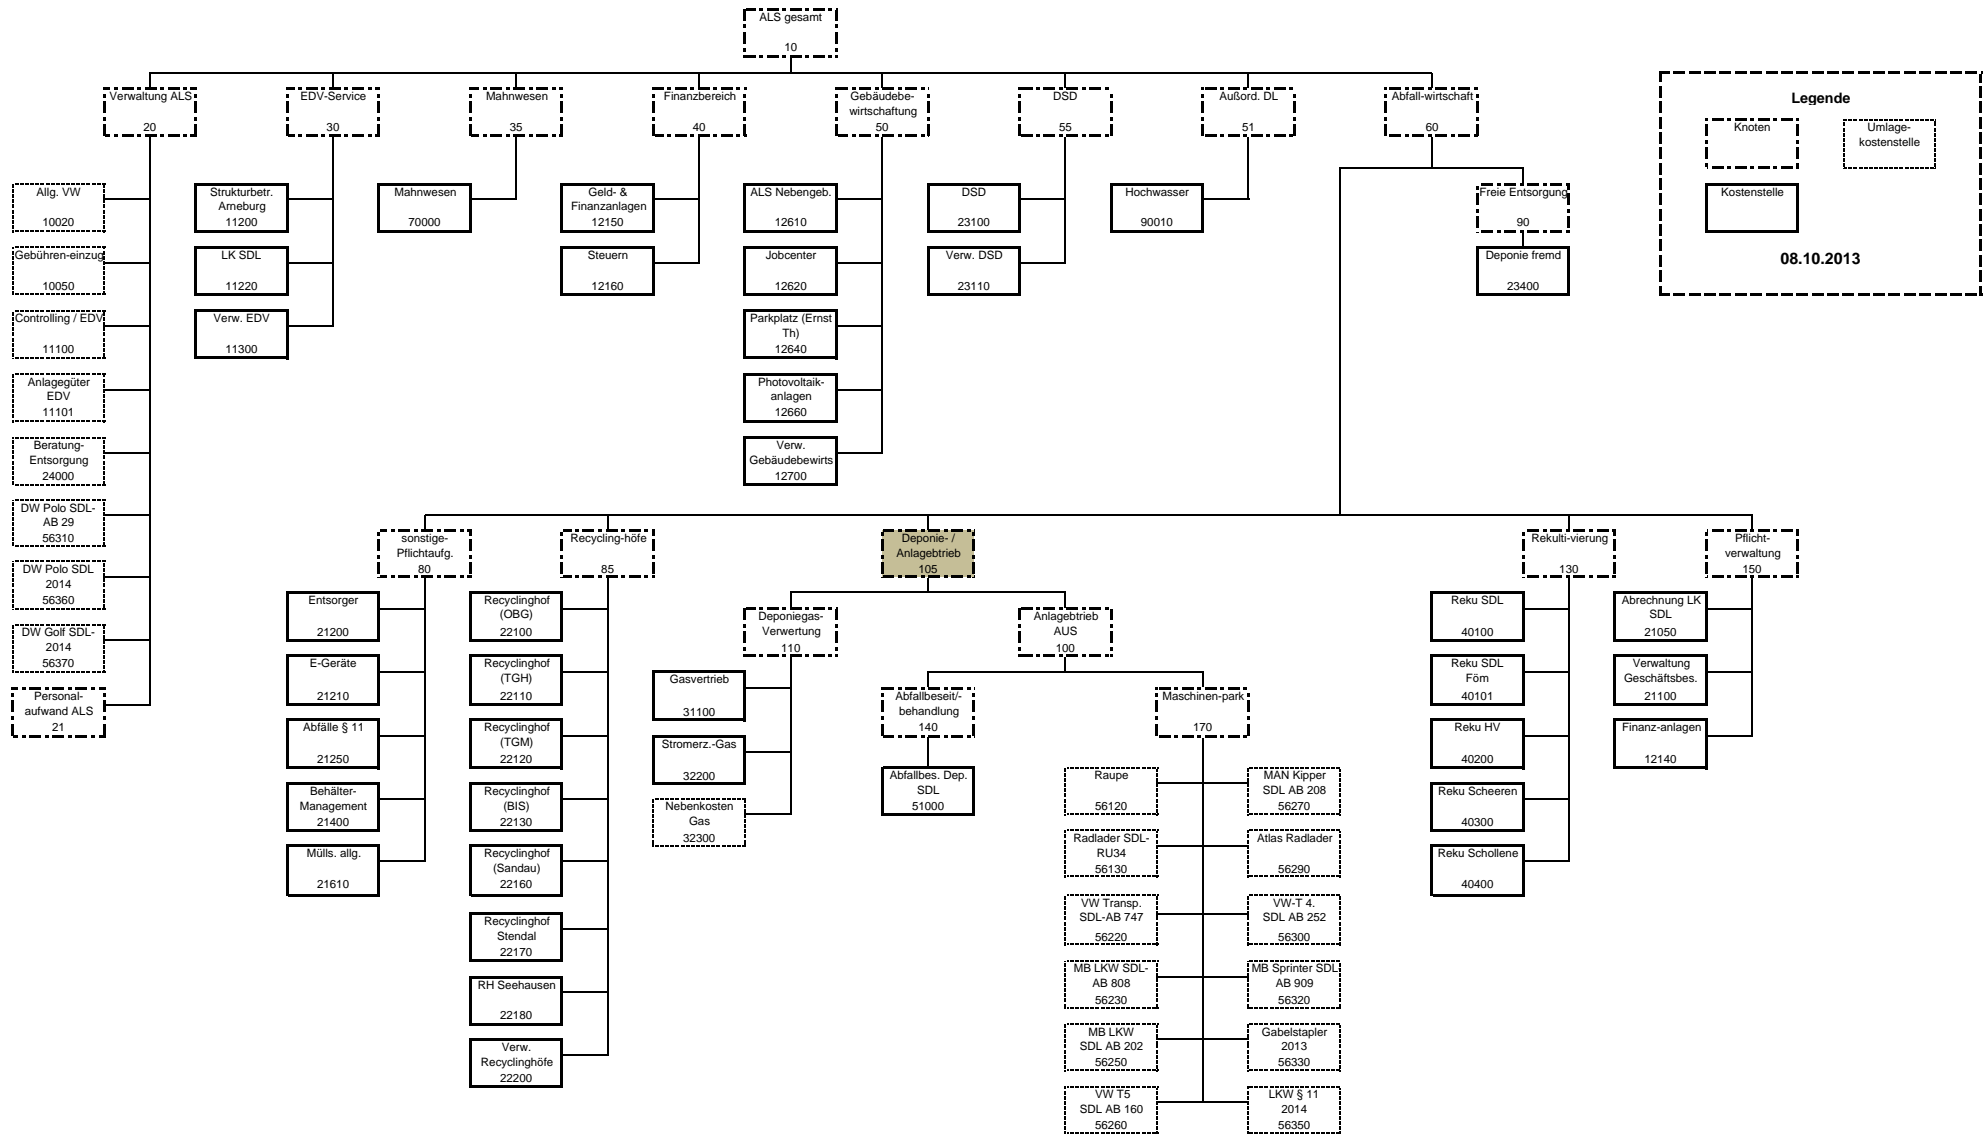 ALS gesamt
10
Verwaltung ALS
20
EDV-Service
30
Mahnwesen
35
Finanzbereich
40
Gebäudebe-
wirtschaftung
50
DSD
55
Außord. DL
51
Abfall-wirtschaft
60
Legende
Knoten
Umlage-
kostenstelle
Kostenstelle
08.10.2013
Allg. VW
10020
Gebühren-einzug
10050
Controlling / EDV
11100
Anlagegüter
EDV
11101
Beratung-
Entsorgung
24000
DW Polo SDL-
AB 29
56310
DW Polo SDL
2014
56360
DW Golf SDL-
2014
56370
Personal-
aufwand ALS
21
Strukturbetr.
Arneburg
11200
LK SDL
11220
Verw. EDV
11300
Mahnwesen
70000
Geld- &
Finanzanlagen
12150
Steuern
12160
ALS Nebengeb.
12610
Jobcenter
12620
Parkplatz (Ernst
Th)
12640
Photovoltaik-
anlagen
12660
Verw.
Gebäudebewirts
12700
DSD
23100
Verw. DSD
23110
Hochwasser
90010
Freie Entsorgung
90
Deponie fremd
23400
sonstige-
Pflichtaufg.
80
Recycling-höfe
85
Deponie- /
Anlagebtrieb
105
Rekulti-vierung
130
Pflicht-
verwaltung
150
Entsorger
21200
E-Geräte
21210
Abfälle § 11
21250
Behälter-
Management
21400
Mülls. allg.
21610
Recyclinghof
(OBG)
22100
Recyclinghof
(TGH)
22110
Recyclinghof
(TGM)
22120
Recyclinghof
(BIS)
22130
Recyclinghof
(Sandau)
22160
Recyclinghof
Stendal
22170
RH Seehausen
22180
Verw.
Recyclinghöfe
22200
Deponiegas-
Verwertung
110
Anlagebtrieb
AUS
100
Gasvertrieb
31100
Stromerz.-Gas
32200
Nebenkosten
Gas
32300
Abfallbeseit/-
behandlung
140
Abfallbes. Dep.
SDL
51000
Maschinen-park
170
Raupe
56120
MAN Kipper
SDL AB 208
56270
Radlader SDL-
RU34
56130
Atlas Radlader
56290
VW Transp.
SDL-AB 747
56220
VW-T 4.
SDL AB 252
56300
MB LKW SDL-
AB 808
56230
MB Sprinter SDL
AB 909
56320
MB LKW
SDL AB 202
56250
Gabelstapler
2013
56330
VW T5
SDL AB 160
56260
LKW § 11
2014
56350
Reku SDL
40100
Reku SDL
Föm
40101
Reku HV
40200
Reku Scheeren
40300
Reku Schollene
40400
Abrechnung LK
SDL
21050
Verwaltung
Geschäftsbes.
21100
Finanz-anlagen
12140